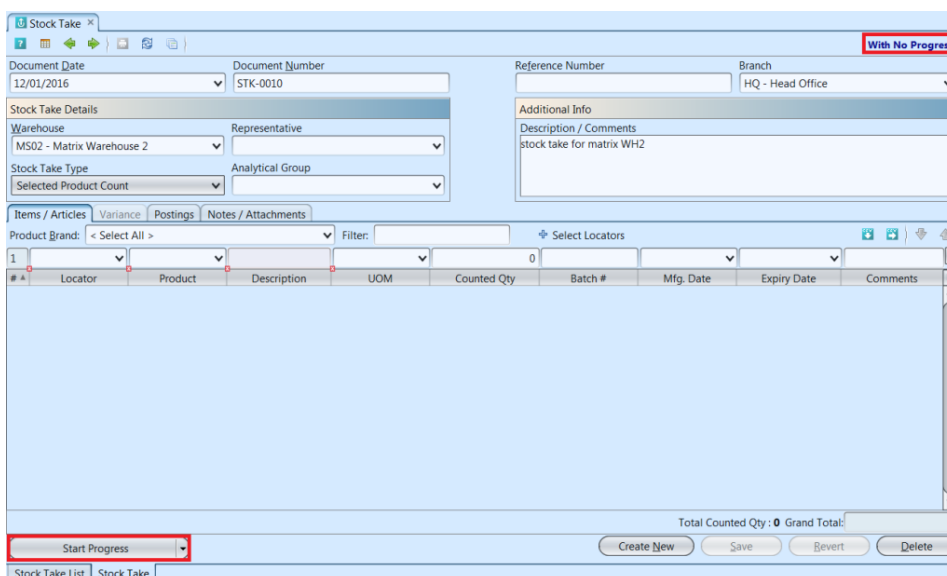 Stock Take
With No Progres
Document Date Document Number Reference Number Branch
12/01/2016 STK-0010 HQ - Head Office
Stock Take Details Additional Info
Warehouse Representative Description / Comments
MS02 - Matrix Warehouse 2 stock take for matrix WH2
Stock Take Type Analytical Group
Selected Product Count
Items / Articles Variance Postings Notes / Attachments
Product Brand: < Select All > Filter: Select Locators
1 0
# Locator Product Description UOM Counted Qty Batch # Mfg. Date Expiry Date Comments
Total Counted Qty : 0 Grand Total:
Start Progress Create New Save Revert Delete
Stock Take List Stock Take